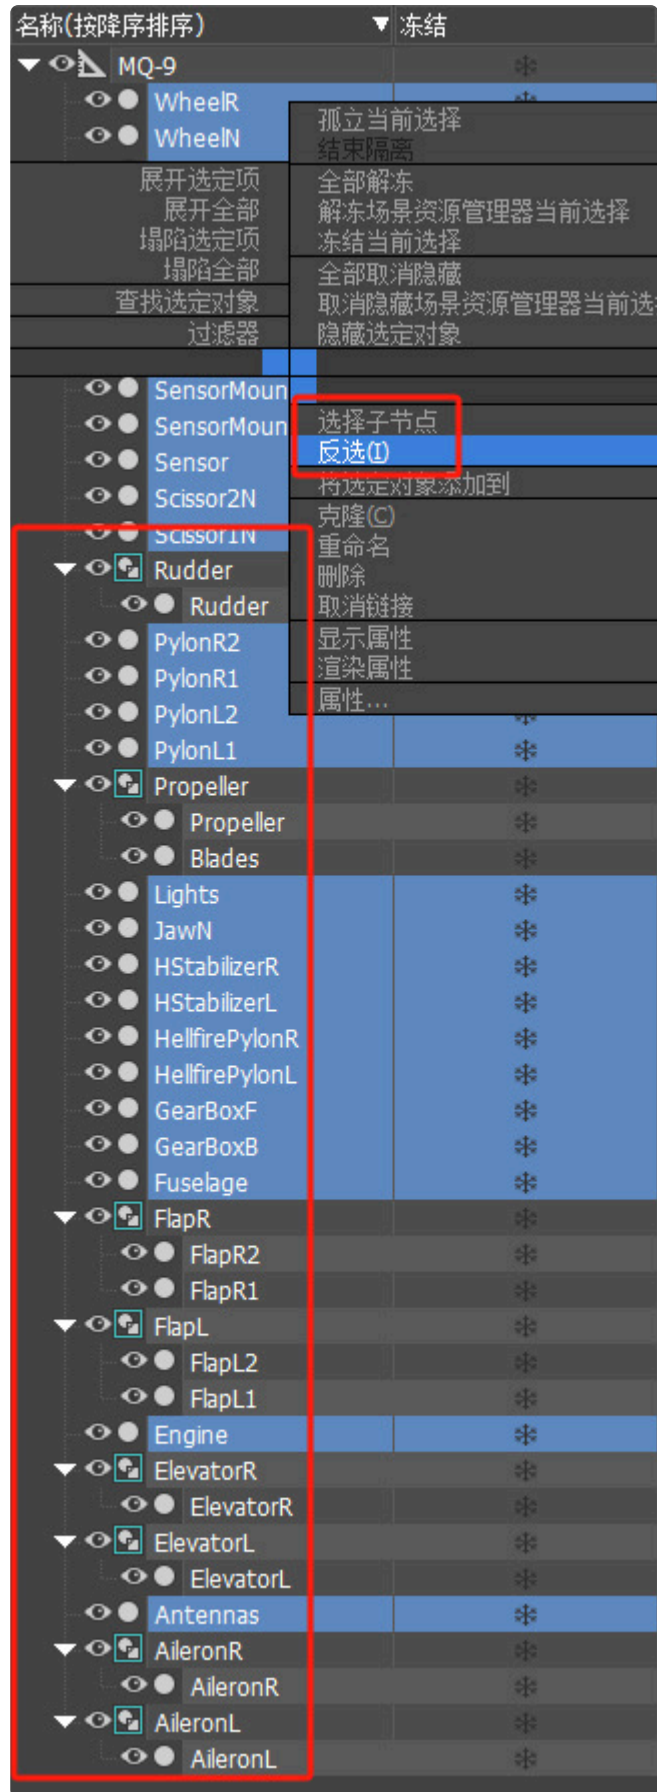 名称(按降序排序) ▼ 冻结
MQ-9
WheelR
WheelN
孤立当前选择
结束隔离
展开选定项
展开全部
塌陷选定项
塌陷全部
查找选定对象
过滤器
全部解冻
解冻场景资源管理器当前选择
冻结当前选择
全部取消隐藏
取消隐藏场景资源管理器当前选
隐藏选定对象
选择子节点
反选(I)
将选定对象添加到
克隆(C)
重命名
删除
取消链接
显示属性
渲染属性
属性...
SensorMoun
SensorMoun
Sensor
Scissor2N
Scissor1N
Rudder
Rudder
PylonR2
PylonR1
PylonL2
PylonL1
Propeller
Propeller
Blades
Lights
JawN
HStabilizerR
HStabilizerL
HellfirePylonR
HellfirePylonL
GearBoxF
GearBoxB
Fuselage
FlapR
FlapR2
FlapR1
FlapL
FlapL2
FlapL1
Engine
ElevatorR
ElevatorR
ElevatorL
ElevatorL
Antennas
AileronR
AileronR
AileronL
AileronL